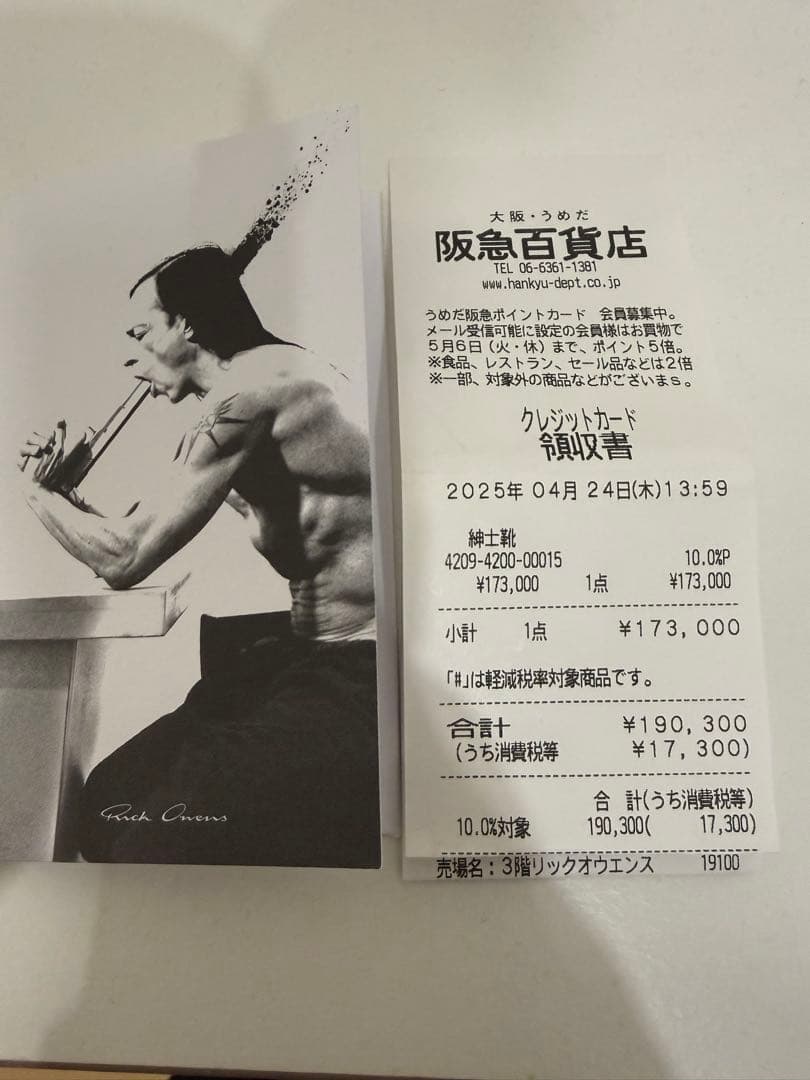 Rick Owens
大阪・うめだ
阪急百貨店
TEL 06-6361-1381
www.hankyu-dept.co.jp
うめだ阪急ポイントカード 会員募集中。
メール受信可能に設定の会員様はお買物で
5月6日(火・休)まで、ポイント5倍。
※食品、レストラン、セール品などは2倍
※一部、対象外の商品などがございまs。
クレジットカード
領収書
2025年 04月 24日(木)13:59
紳士靴
4209-4200-00015 10.0%P
¥173,000 1点 ¥173,000
小計 1点 ¥173,000
「#」は軽減税率対象商品です。
合計 ¥190,300
(うち消費税等 ¥17,300)
合 計(うち消費税等)
10.0%対象 190,300( 17,300)
売場名:3階リックオウエンス 19100